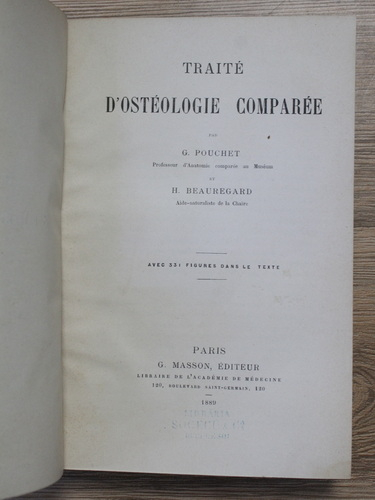 TRAITÉ
D'OSTÉOLOGIE COMPARÉE
PAR
G. POUCHET
Professeur d'Anatomie comparée au Muséum
ET
H. BEAUREGARD
Aide-naturaliste de la Chaire
AVEC 331 FIGURES DANS LE TEXTE
PARIS
G. MASSON, ÉDITEUR
LIBRAIRE DE L'ACADÉMIE DE MÉDECINE
120, BOULEVARD SAINT-GERMAIN, 120
1889